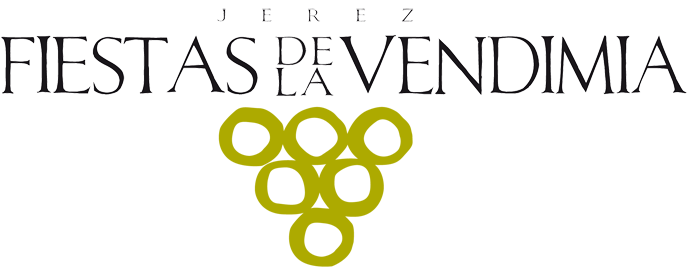 JEREZ
FIESTAS DE LA VENDIMIA